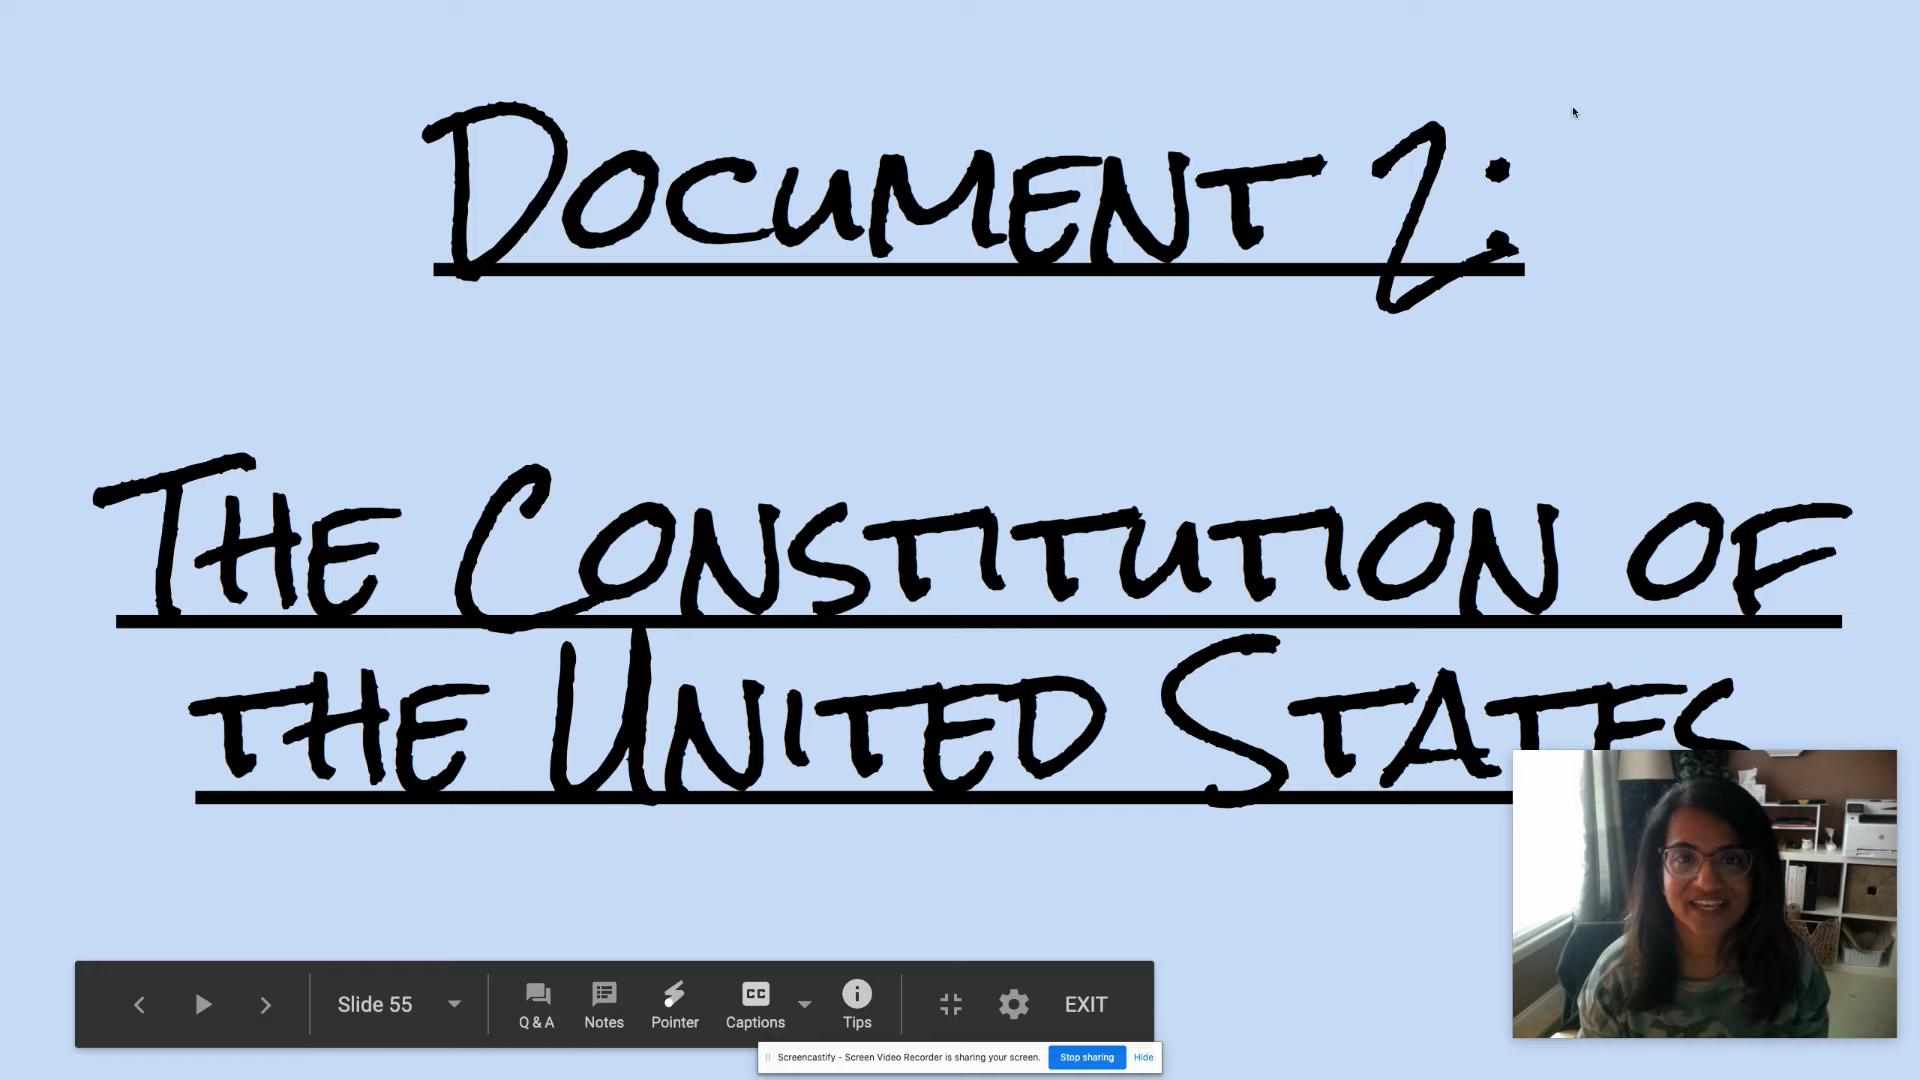 Document 2:
The Constitution of
the United States
Slide 55
Q & A
Notes
Pointer
CC
Captions
Tips
EXIT
Screencastify - Screen Video Recorder is sharing your screen.
Stop sharing
Hide